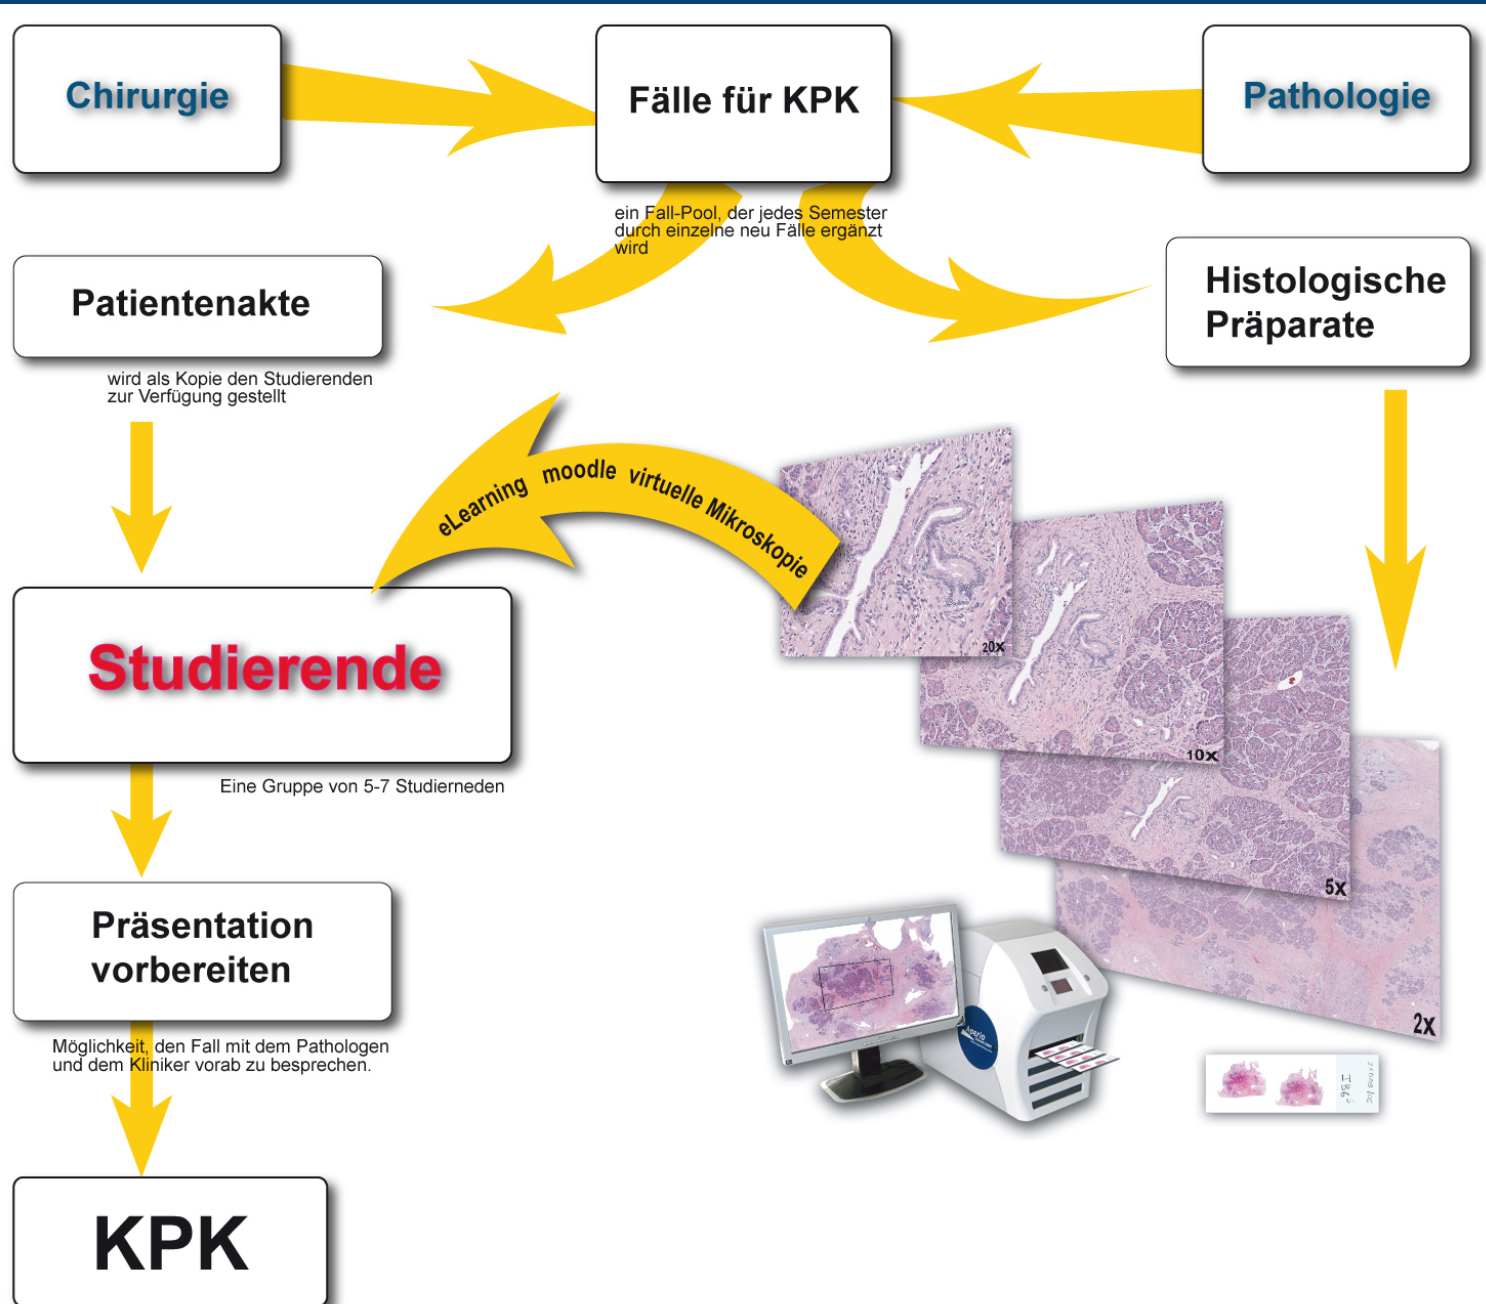 Chirurgie
Fälle für KPK
Pathologie
ein Fall-Pool, der jedes Semester
durch einzelne neu Fälle ergänzt
wird
Patientenakte
Histologische
Präparate
wird als Kopie den Studierenden
zur Verfügung gestellt
eLearning moodle virtuelle Mikroskopie
20x
10x
5x
2x
Studierende
Eine Gruppe von 5-7 Studierneden
Präsentation
vorbereiten
Möglichkeit, den Fall mit dem Pathologen
und dem Kliniker vorab zu besprechen.
Aperio
KPK